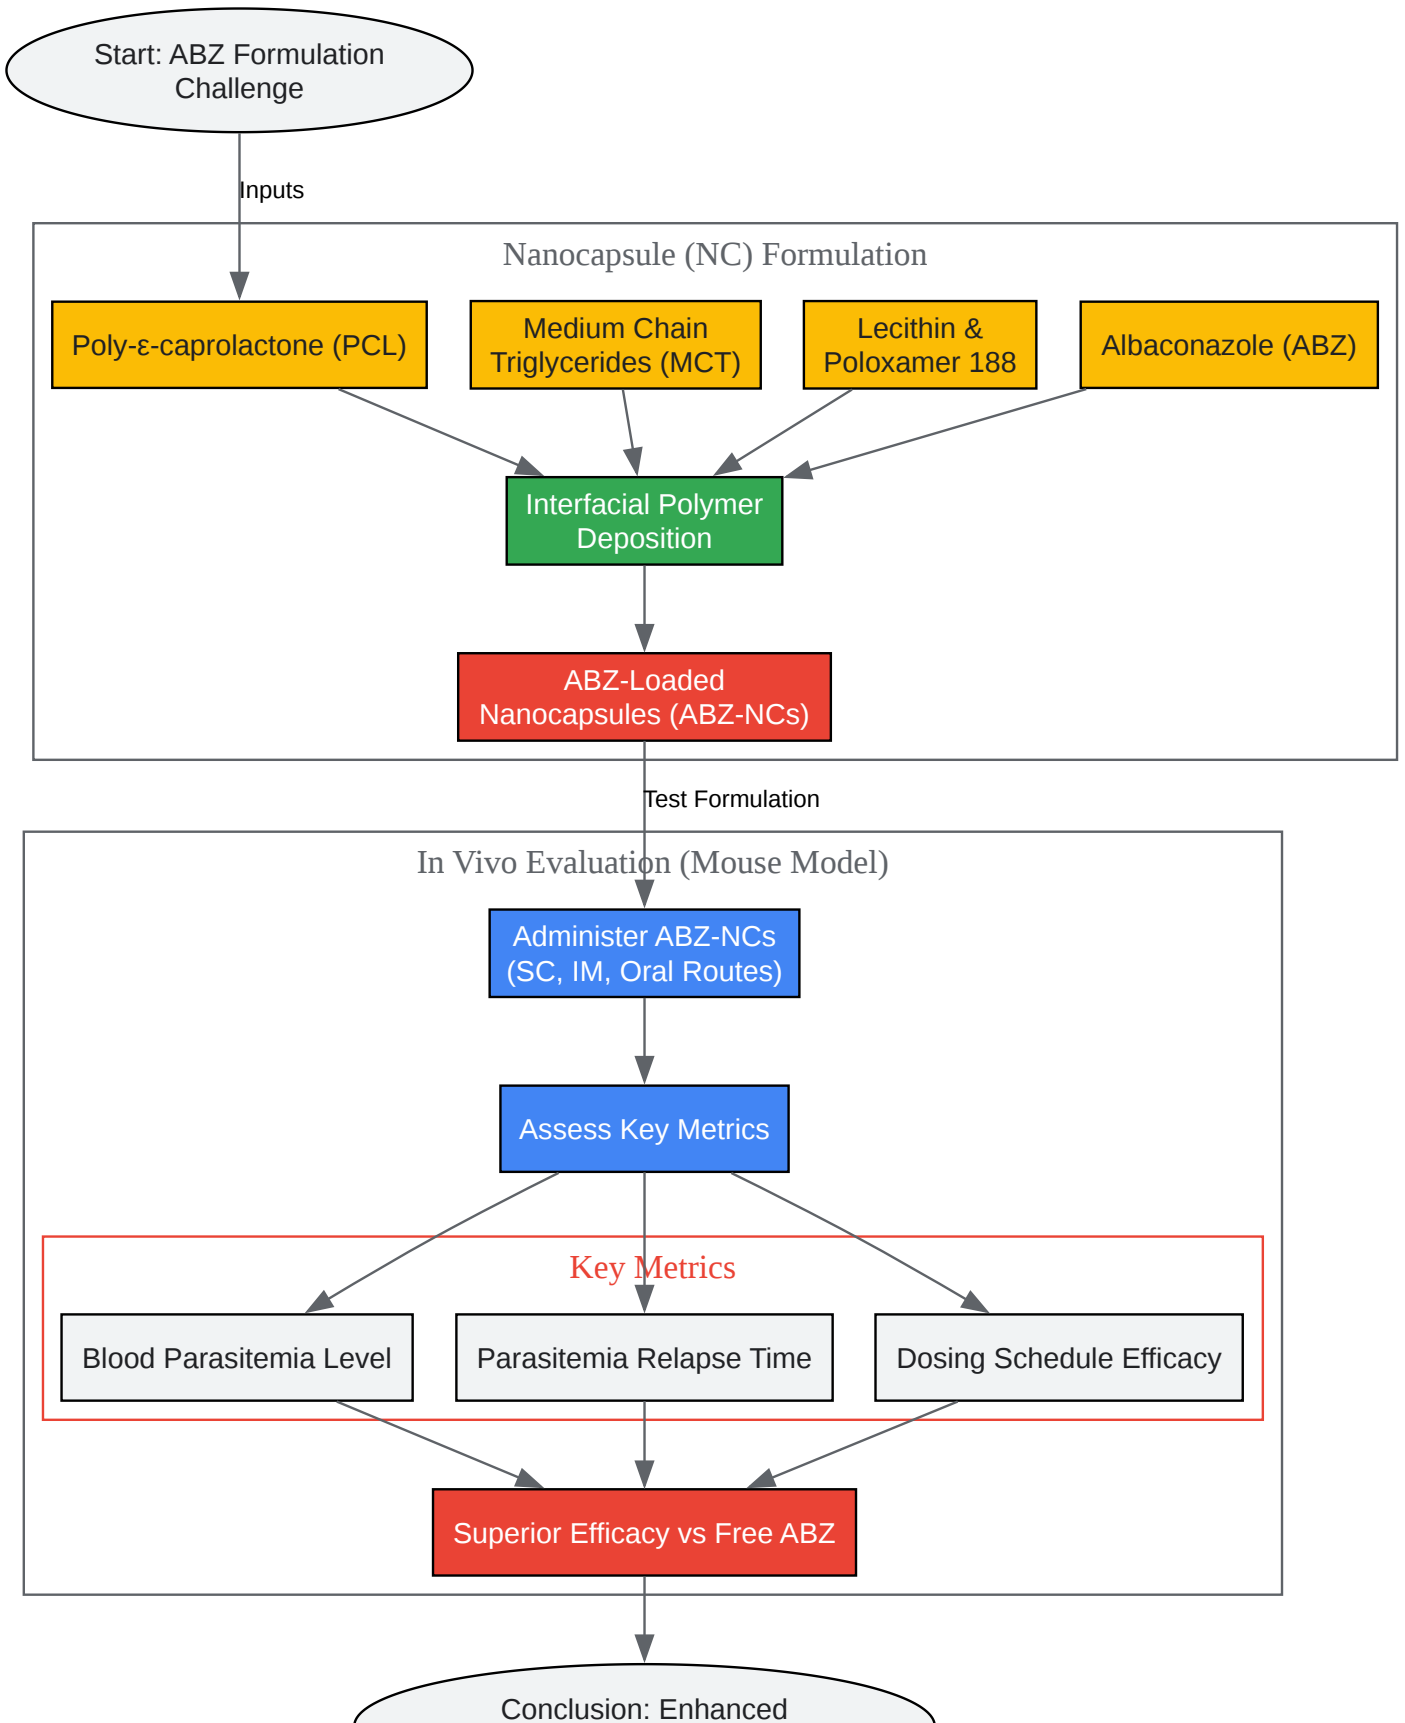 Start: ABZ Formulation
Challenge
Inputs
Nanocapsule (NC) Formulation
Poly-ε-caprolactone (PCL)
Medium Chain
Triglycerides (MCT)
Lecithin &
Poloxamer 188
Albaconazole (ABZ)
Interfacial Polymer
Deposition
ABZ-Loaded
Nanocapsules (ABZ-NCs)
Test Formulation
In Vivo Evaluation (Mouse Model)
Administer ABZ-NCs
(SC, IM, Oral Routes)
Assess Key Metrics
Key Metrics
Blood Parasitemia Level
Parasitemia Relapse Time
Dosing Schedule Efficacy
Superior Efficacy vs Free ABZ
Conclusion: Enhanced